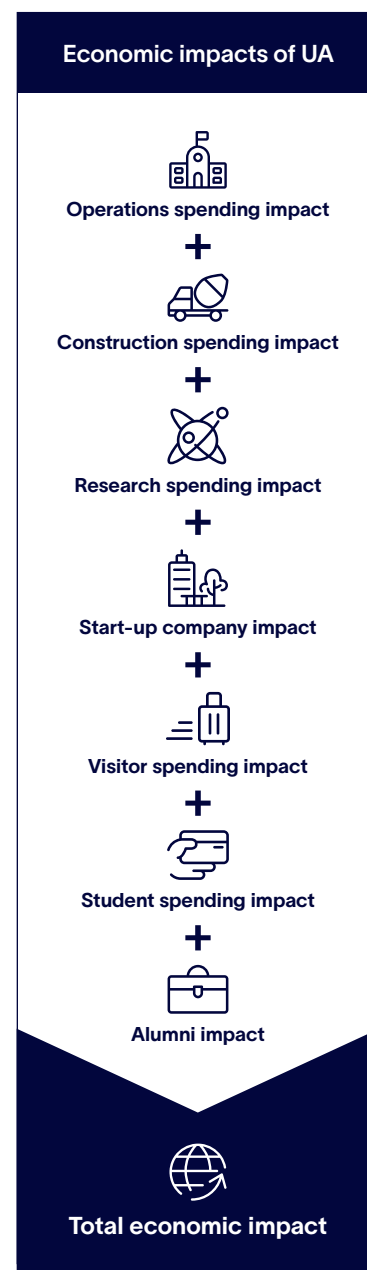 Economic impacts of UA
Operations spending impact
+
Construction spending impact
+
Research spending impact
+
Start-up company impact
+
Visitor spending impact
+
Student spending impact
+
Alumni impact
Total economic impact